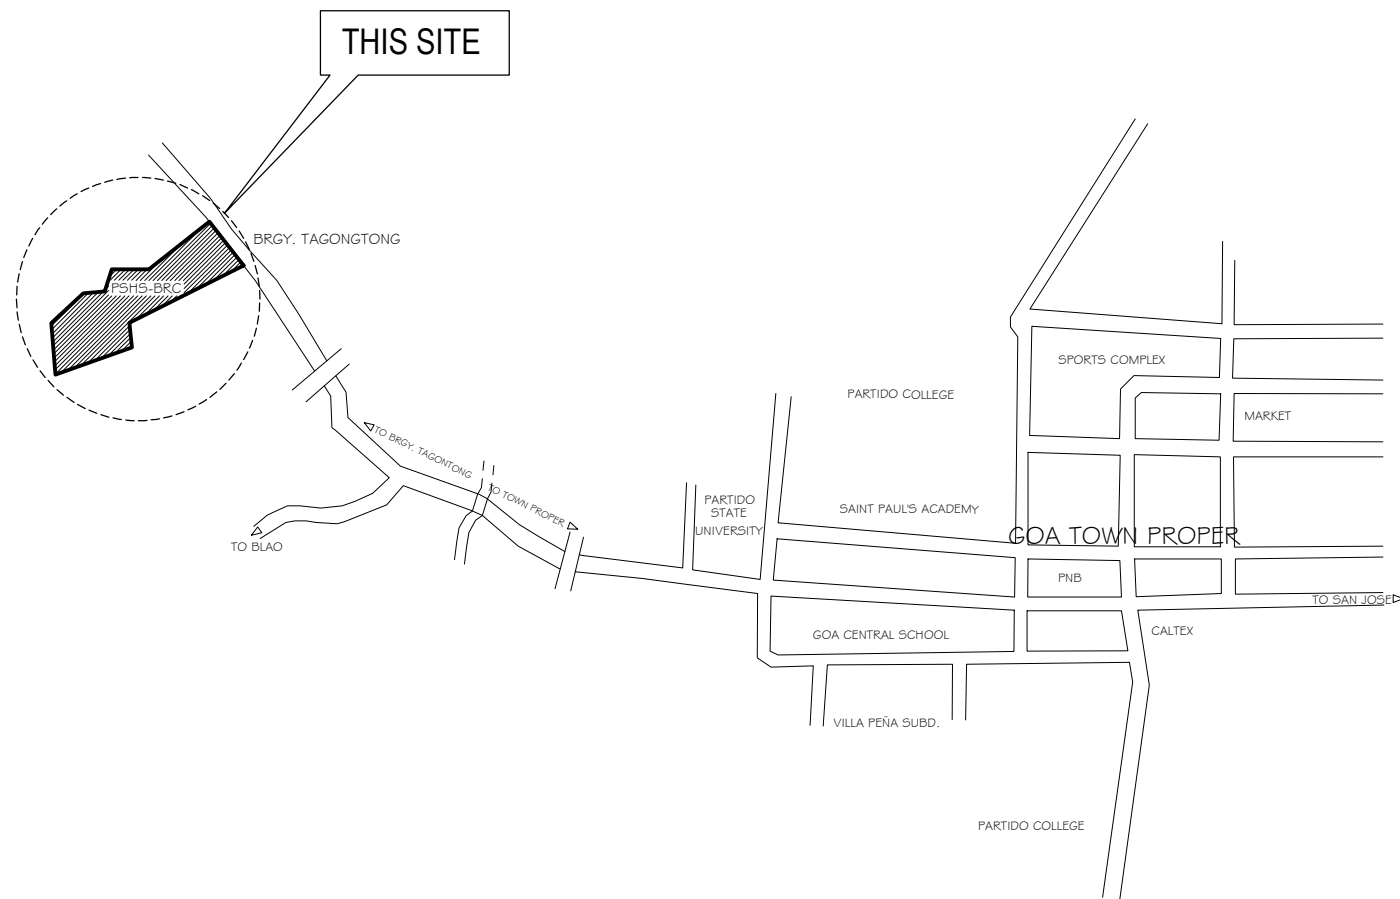 THIS SITE
BRGY. TAGONGTONG
PSHS-BRC
SPORTS COMPLEX
PARTIDO COLLEGE
MARKET
TO BRGY. TAGONTONG
TO TOWN PROPER
PARTIDO
STATE
UNIVERSITY
SAINT PAUL'S ACADEMY
GOA TOWN PROPER
TO BLAO
PNB
TO SAN JOSE
GOA CENTRAL SCHOOL
CALTEX
VILLA PEÑA SUBD.
PARTIDO COLLEGE